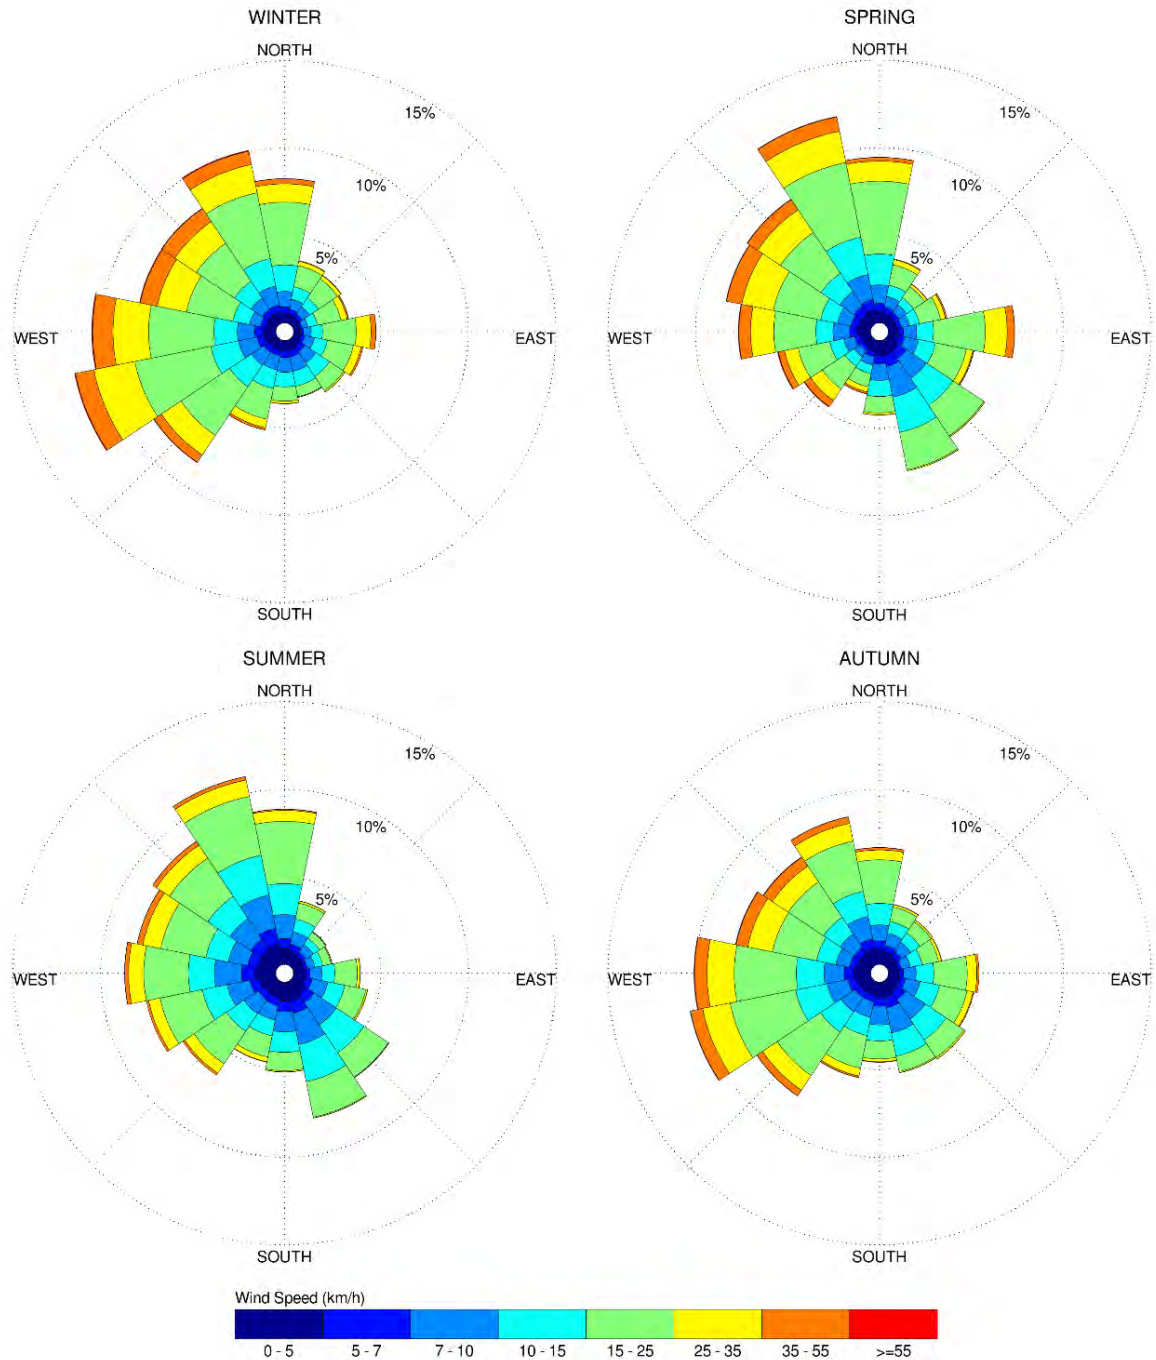 WINTER
NORTH
15%
10%
5%
WEST
EAST
SOUTH
SPRING
NORTH
15%
10%
5%
WEST
EAST
SOUTH
SUMMER
NORTH
15%
10%
5%
WEST
EAST
SOUTH
AUTUMN
NORTH
15%
10%
5%
WEST
EAST
SOUTH
Wind Speed (km/h)
0 - 5 5 - 7 7 - 10 10 - 15 15 - 25 25 - 35 35 - 55 >=55